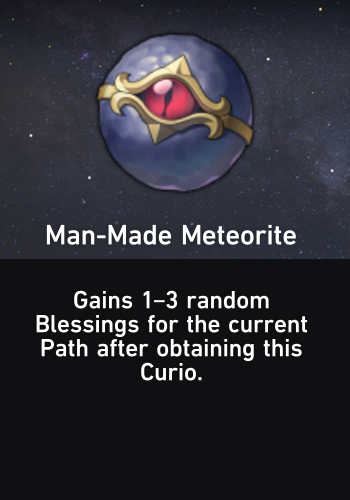 Man-Made Meteorite
Gains 1–3 random
Blessings for the current
Path after obtaining this
Curio.